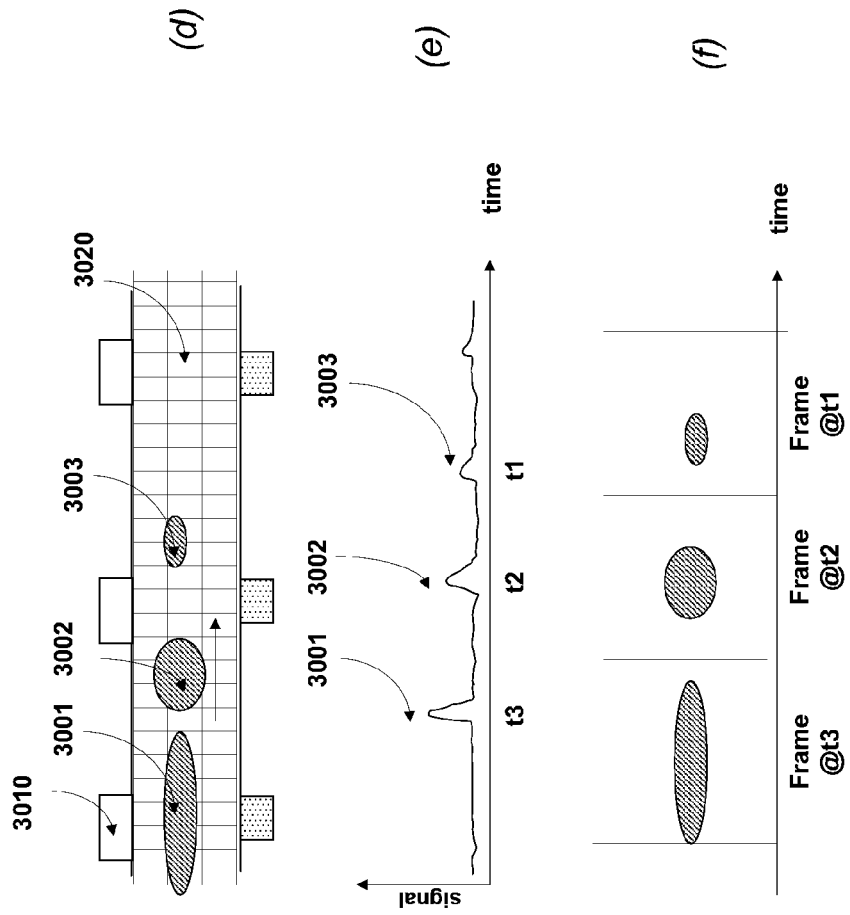 (d)
3010
3001
3002
3003
3020
(e)
signal
3001
3002
3003
t3
t2
t1
time
(f)
Frame
@t3
Frame
@t2
Frame
@t1
time